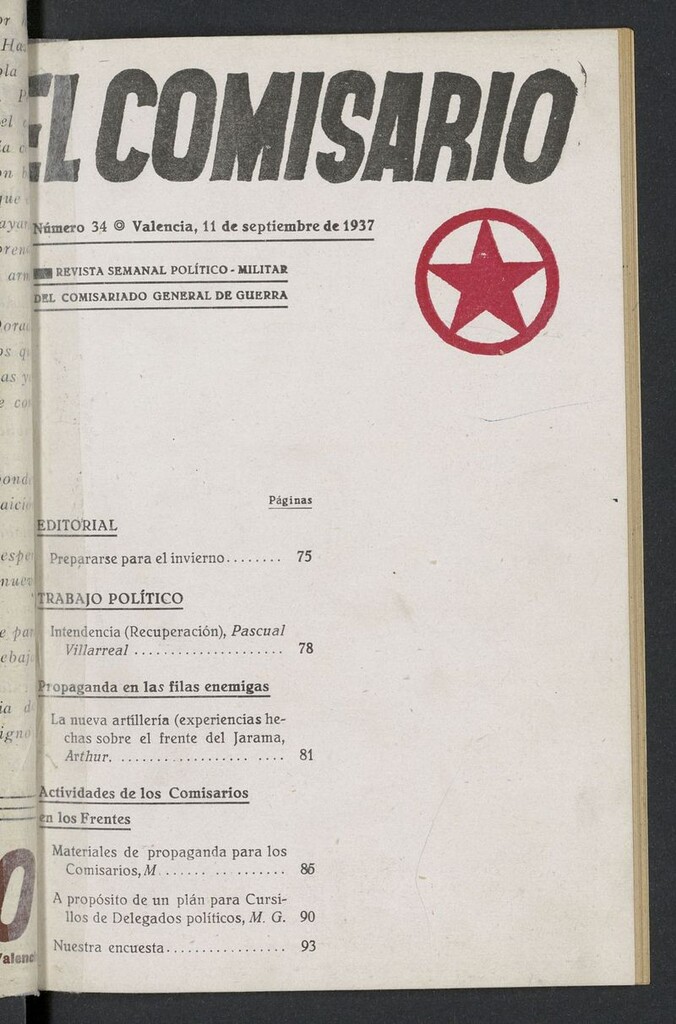 EL COMISARIO
Número 34 ◎ Valencia, 11 de septiembre de 1937
REVISTA SEMANAL POLÍTICO - MILITAR
DEL COMISARIADO GENERAL DE GUERRA
Páginas
EDITORIAL
Prepararse para el invierno........ 75
TRABAJO POLÍTICO
Intendencia (Recuperación), Pascual
Villarreal ..................... 78
Propaganda en las filas enemigas
La nueva artillería (experiencias he-
chas sobre el frente del Jarama,
Arthur. .................. .... 81
Actividades de los Comisarios
en los Frentes
Materiales de propaganda para los
Comisarios, M ...... .. .......... 85
A propósito de un plán para Cursi-
llos de Delegados políticos, M. G. 90
Nuestra encuesta................. 93